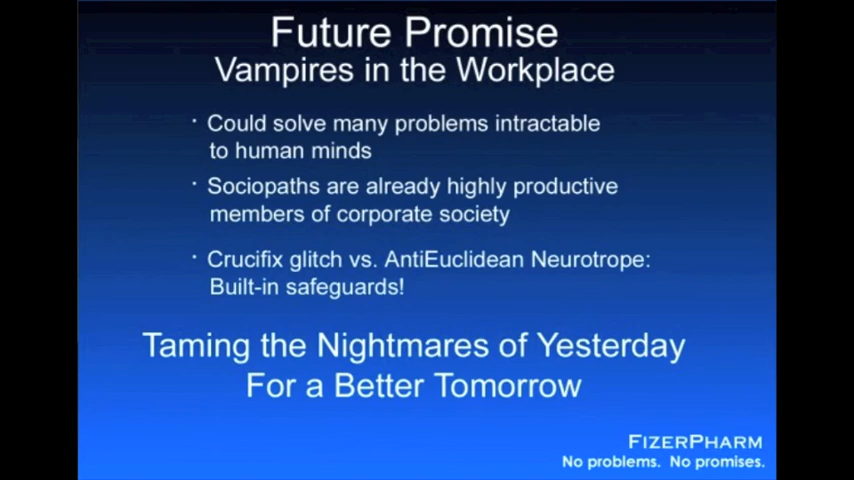 Future Promise
Vampires in the Workplace
· Could solve many problems intractable
to human minds
· Sociopaths are already highly productive
members of corporate society
· Crucifix glitch vs. AntiEuclidean Neurotrope:
Built-in safeguards!
Taming the Nightmares of Yesterday
For a Better Tomorrow
FIZERPHARM
No problems. No promises.